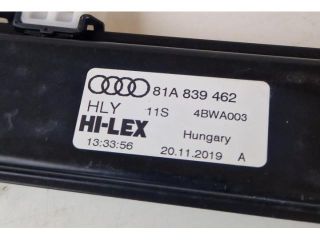 81A 839 462
HLY 11S 4BWA003
HI-LEX Hungary
13:33:56 20.11.2019 A